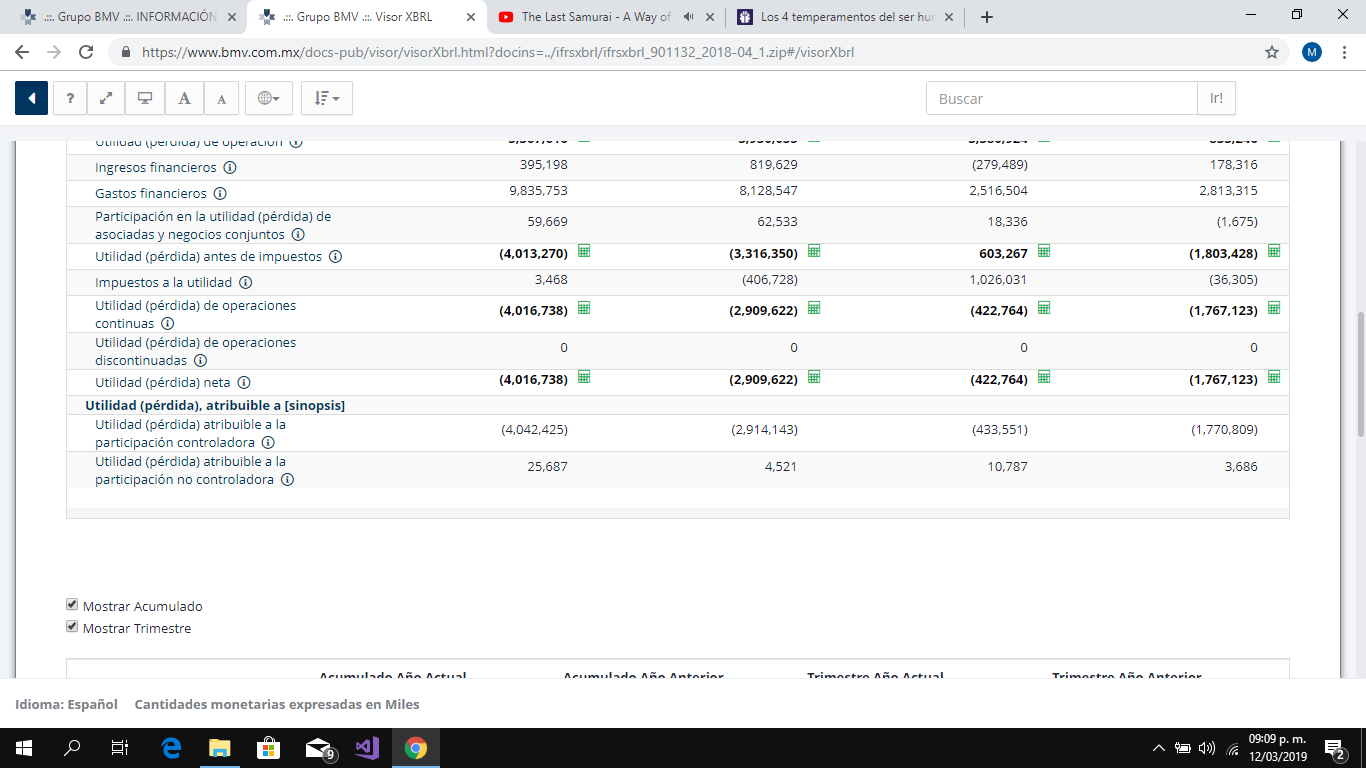 .::. Grupo BMV .::. INFORMACIÓN
.::. Grupo BMV .::. Visor XBRL
The Last Samurai - A Way of
Los 4 temperamentos del ser hur
https://www.bmv.com.mx/docs-pub/visor/visorXbrl.html?docins=../ifrsxbrl/ifrsxbrl_901132_2018-04_1.zip#/visorXbrl
M
? A A Buscar Ir!
Utilidad (pérdida) de operación
Ingresos financieros 395,198 819,629 (279,489) 178,316
Gastos financieros 9,835,753 8,128,547 2,516,504 2,813,315
Participación en la utilidad (pérdida) de
asociadas y negocios conjuntos 59,669 62,533 18,336 (1,675)
Utilidad (pérdida) antes de impuestos (4,013,270) (3,316,350) 603,267 (1,803,428)
Impuestos a la utilidad 3,468 (406,728) 1,026,031 (36,305)
Utilidad (pérdida) de operaciones
continuas (4,016,738) (2,909,622) (422,764) (1,767,123)
Utilidad (pérdida) de operaciones
discontinuadas 0 0 0 0
Utilidad (pérdida) neta (4,016,738) (2,909,622) (422,764) (1,767,123)
Utilidad (pérdida), atribuible a [sinopsis]
Utilidad (pérdida) atribuible a la
participación controladora (4,042,425) (2,914,143) (433,551) (1,770,809)
Utilidad (pérdida) atribuible a la
participación no controladora 25,687 4,521 10,787 3,686
Mostrar Acumulado
Mostrar Trimestre
Acumulado Año Actual Acumulado Año Anterior Trimestre Año Actual Trimestre Año Anterior
Idioma: Español Cantidades monetarias expresadas en Miles
9
09:09 p. m.
12/03/2019
2